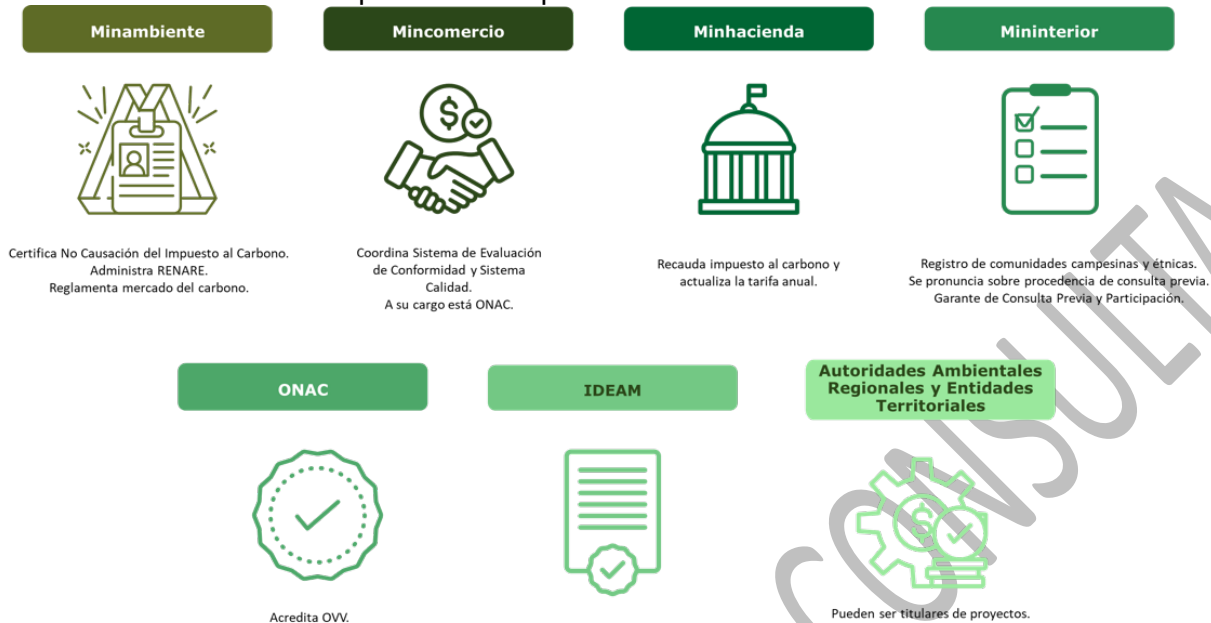 Minambiente
Mincomercio
Minhacienda
Mininterior
Certifica No Causación del Impuesto al Carbono.
Administra RENARE.
Reglamenta mercado del carbono.
Coordina Sistema de Evaluación
de Conformidad y Sistema
Calidad.
A su cargo está ONAC.
Recauda impuesto al carbono y
actualiza la tarifa anual.
Registro de comunidades campesinas y étnicas.
Se pronuncia sobre procedencia de consulta previa.
Garante de Consulta Previa y Participación.
ONAC
IDEAM
Autoridades Ambientales
Regionales y Entidades
Territoriales
Acredita OVV.
Pueden ser titulares de proyectos.
CONSULTA